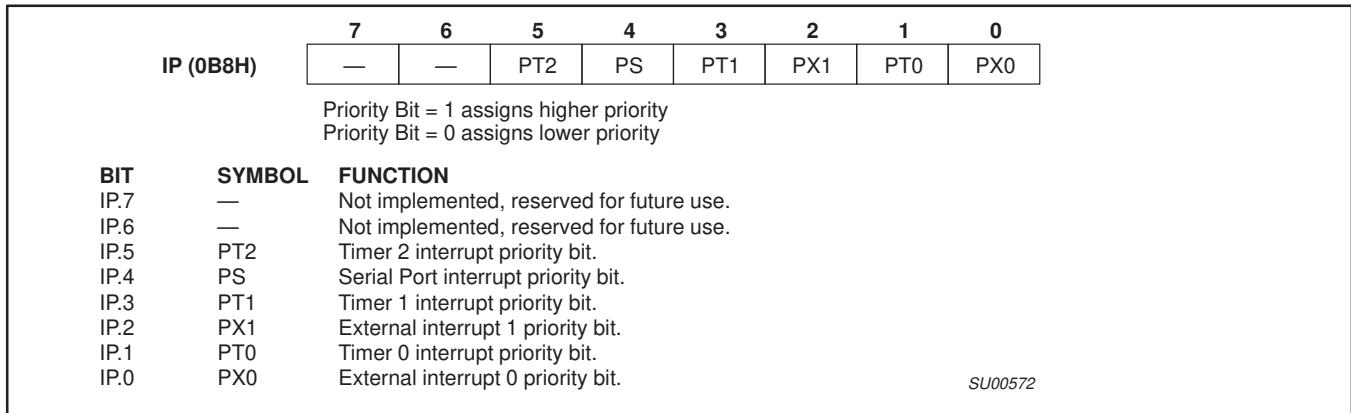 7 6 5 4 3 2 1 0
IP (0B8H) — — PT2 PS PT1 PX1 PT0 PX0
Priority Bit = 1 assigns higher priority
Priority Bit = 0 assigns lower priority
BIT SYMBOL FUNCTION
IP.7 — Not implemented, reserved for future use.
IP.6 — Not implemented, reserved for future use.
IP.5 PT2 Timer 2 interrupt priority bit.
IP.4 PS Serial Port interrupt priority bit.
IP.3 PT1 Timer 1 interrupt priority bit.
IP.2 PX1 External interrupt 1 priority bit.
IP.1 PT0 Timer 0 interrupt priority bit.
IP.0 PX0 External interrupt 0 priority bit.
SU00572